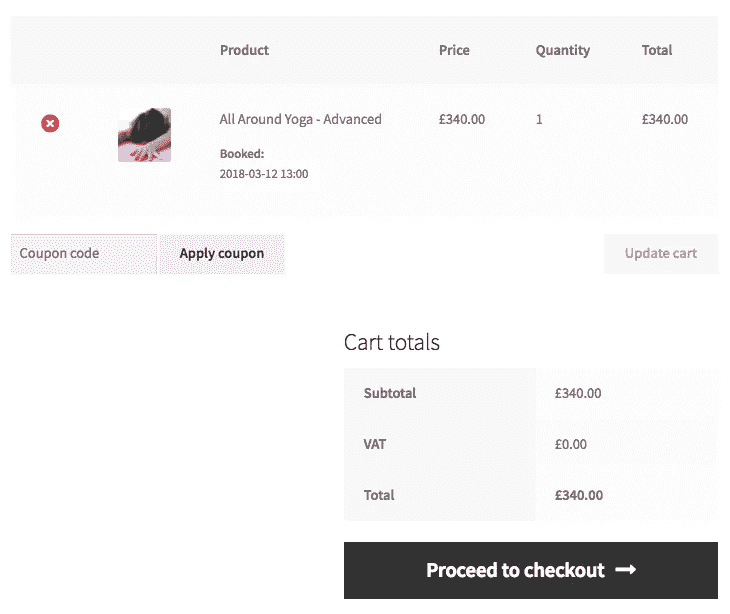 Product Price Quantity Total
All Around Yoga - Advanced £340.00 1 £340.00
Booked:
2018-03-12 13:00
Coupon code Apply coupon Update cart
Cart totals
Subtotal £340.00
VAT £0.00
Total £340.00
Proceed to checkout →